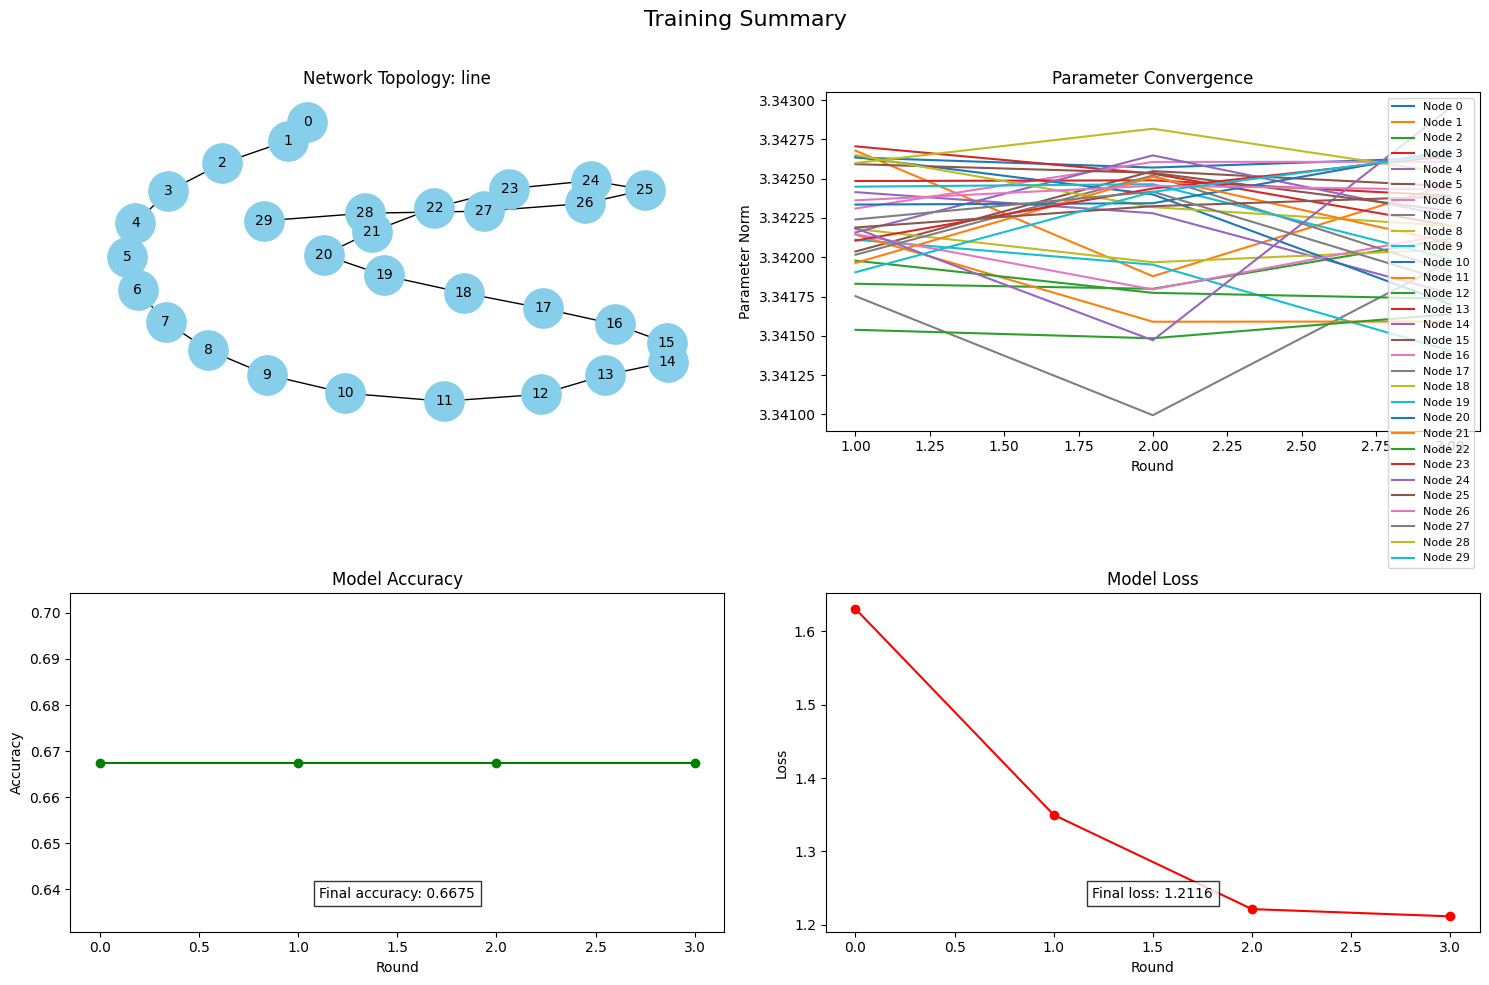 Training Summary
Network Topology: line
0
1
2
3
4
5
6
7
8
9
10
11
12
13
14
15
16
17
18
19
20
21
22
23
24
25
26
27
28
29
Parameter Convergence
Parameter Norm
3.34300
3.34275
3.34250
3.34225
3.34200
3.34175
3.34150
3.34125
3.34100
1.00 1.25 1.50 1.75 2.00 2.25 2.50 2.75 3.00
Round
Node 0
Node 1
Node 2
Node 3
Node 4
Node 5
Node 6
Node 7
Node 8
Node 9
Node 10
Node 11
Node 12
Node 13
Node 14
Node 15
Node 16
Node 17
Node 18
Node 19
Node 20
Node 21
Node 22
Node 23
Node 24
Node 25
Node 26
Node 27
Node 28
Node 29
Model Accuracy
Accuracy
0.70
0.69
0.68
0.67
0.66
0.65
0.64
Final accuracy: 0.6675
0.0 0.5 1.0 1.5 2.0 2.5 3.0
Round
Model Loss
Loss
1.6
1.5
1.4
1.3
1.2
Final loss: 1.2116
0.0 0.5 1.0 1.5 2.0 2.5 3.0
Round